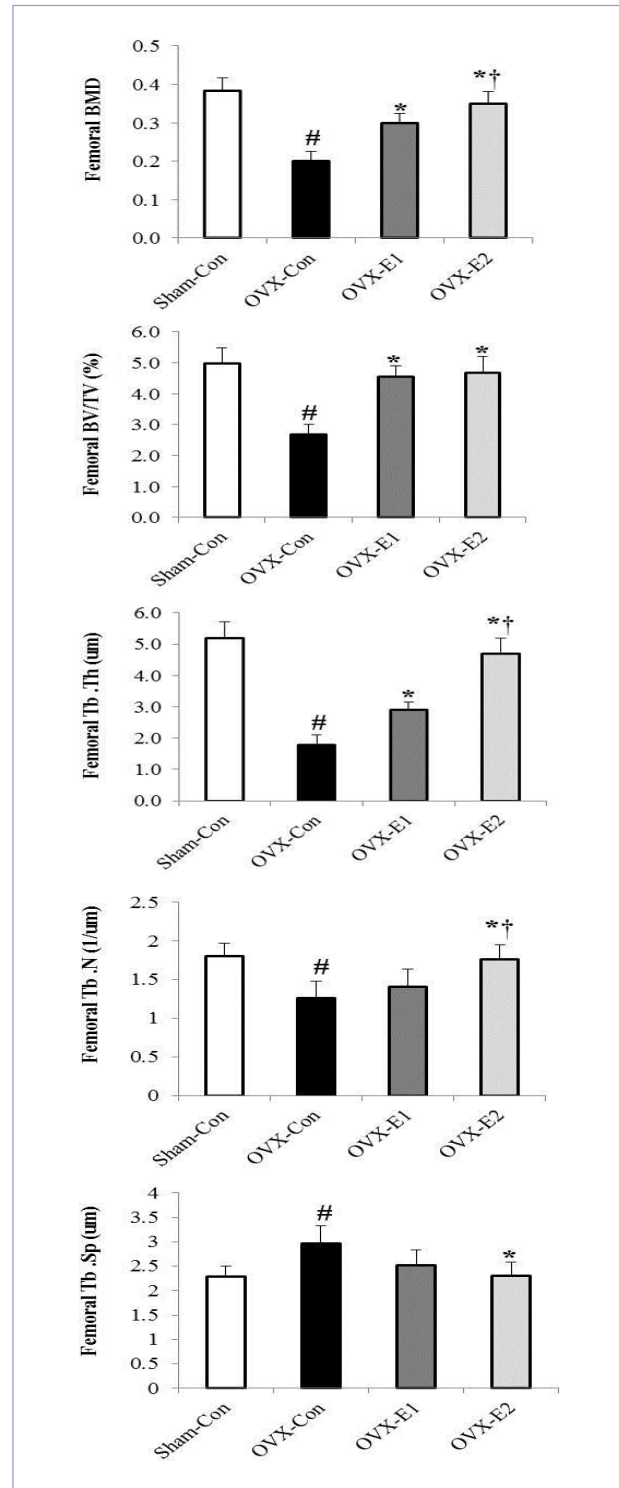 Femoral BMD
0.5
0.4
0.3
0.2
0.1
0.0
#
*
*†
Sham-Con
OVX-Con
OVX-E1
OVX-E2
Femoral BV/TV (%)
6.0
5.0
4.0
3.0
2.0
1.0
0.0
#
*
*
Sham-Con
OVX-Con
OVX-E1
OVX-E2
Femoral Tb .Th (um)
6.0
5.0
4.0
3.0
2.0
1.0
0.0
#
*
*†
Sham-Con
OVX-Con
OVX-E1
OVX-E2
Femoral Tb .N (1/um)
2.5
2
1.5
1
0.5
0
#
*†
Sham-Con
OVX-Con
OVX-E1
OVX-E2
Femoral Tb .Sp (um)
4
3.5
3
2.5
2
1.5
1
0.5
0
#
*
Sham-Con
OVX-Con
OVX-E1
OVX-E2